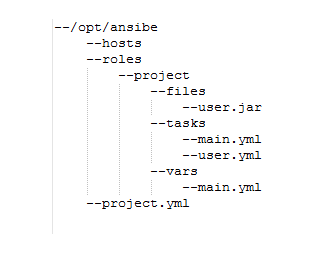 --/opt/ansibe
--hosts
--roles
--project
--files
--user.jar
--tasks
--main.yml
--user.yml
--vars
--main.yml
--project.yml